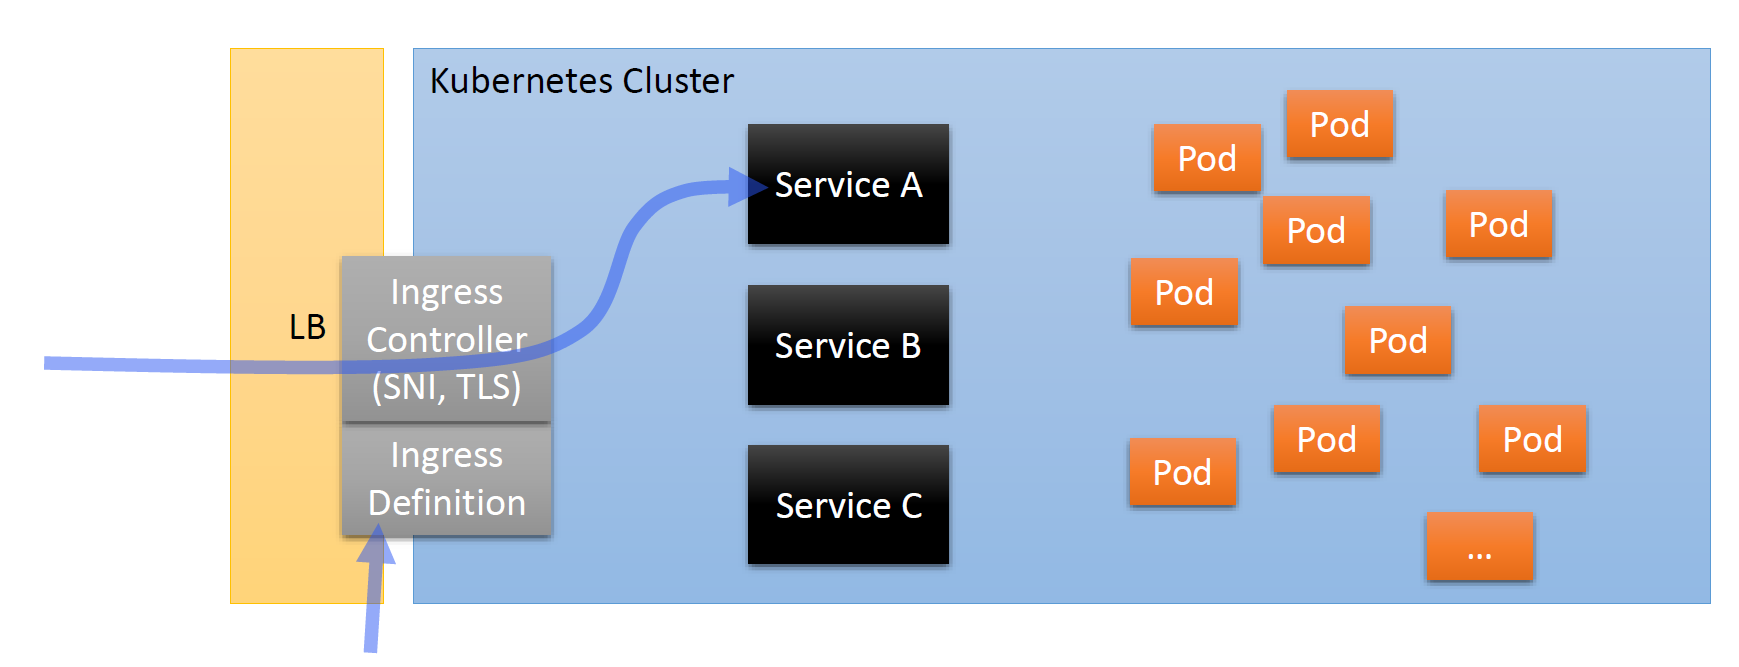 Kubernetes Cluster
LB
Ingress
Controller
(SNI, TLS)
Ingress
Definition
Service A
Service B
Service C
Pod
Pod
Pod
Pod
Pod
Pod
Pod
Pod
Pod
...